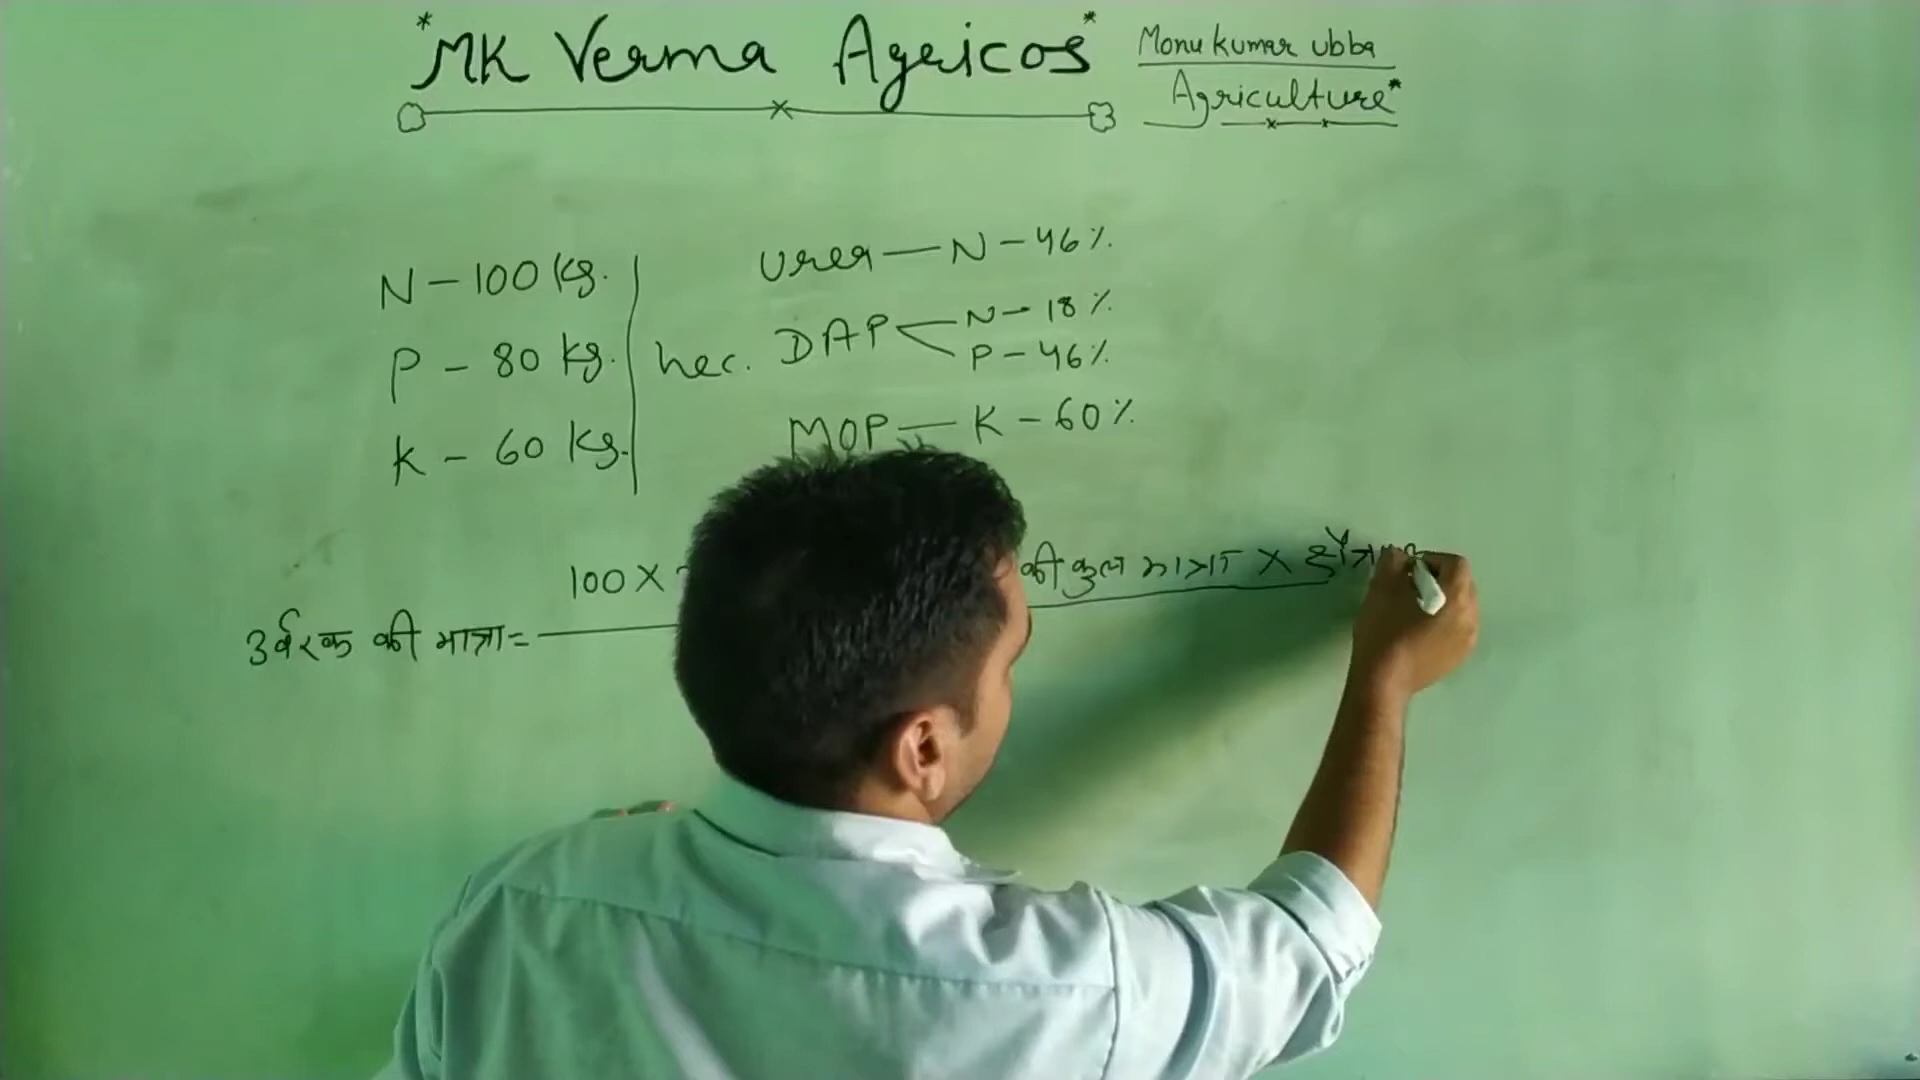 *MK Verma Agricos*
Monu kumar ubba
Agriculture*
N - 100 kg.
P - 80 kg.
K - 60 kg.
hec.
Urea — N - 46%
DAP
N - 18%
P - 46%
MOP — K - 60%
100 X
की कुल मात्रा X
उर्वरक की मात्रा =